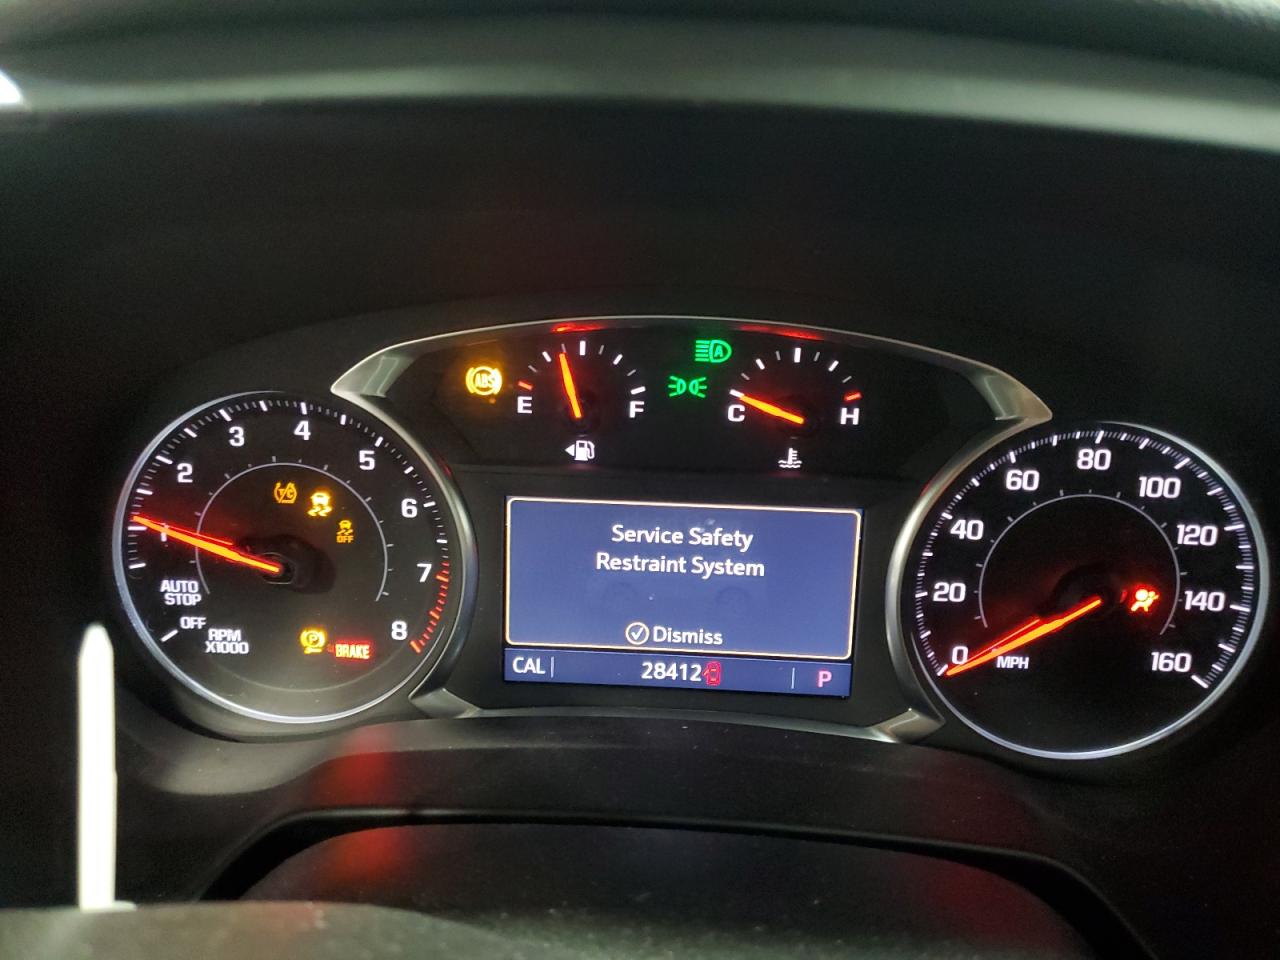 ABS
A
E
F
C
H
1
2
3
4
5
6
7
8
T/C
OFF
AUTO
STOP
OFF
RPM
X1000
P
BRAKE
Service Safety
Restraint System
Dismiss
CAL
28412
P
0
20
40
60
80
100
120
140
160
MPH